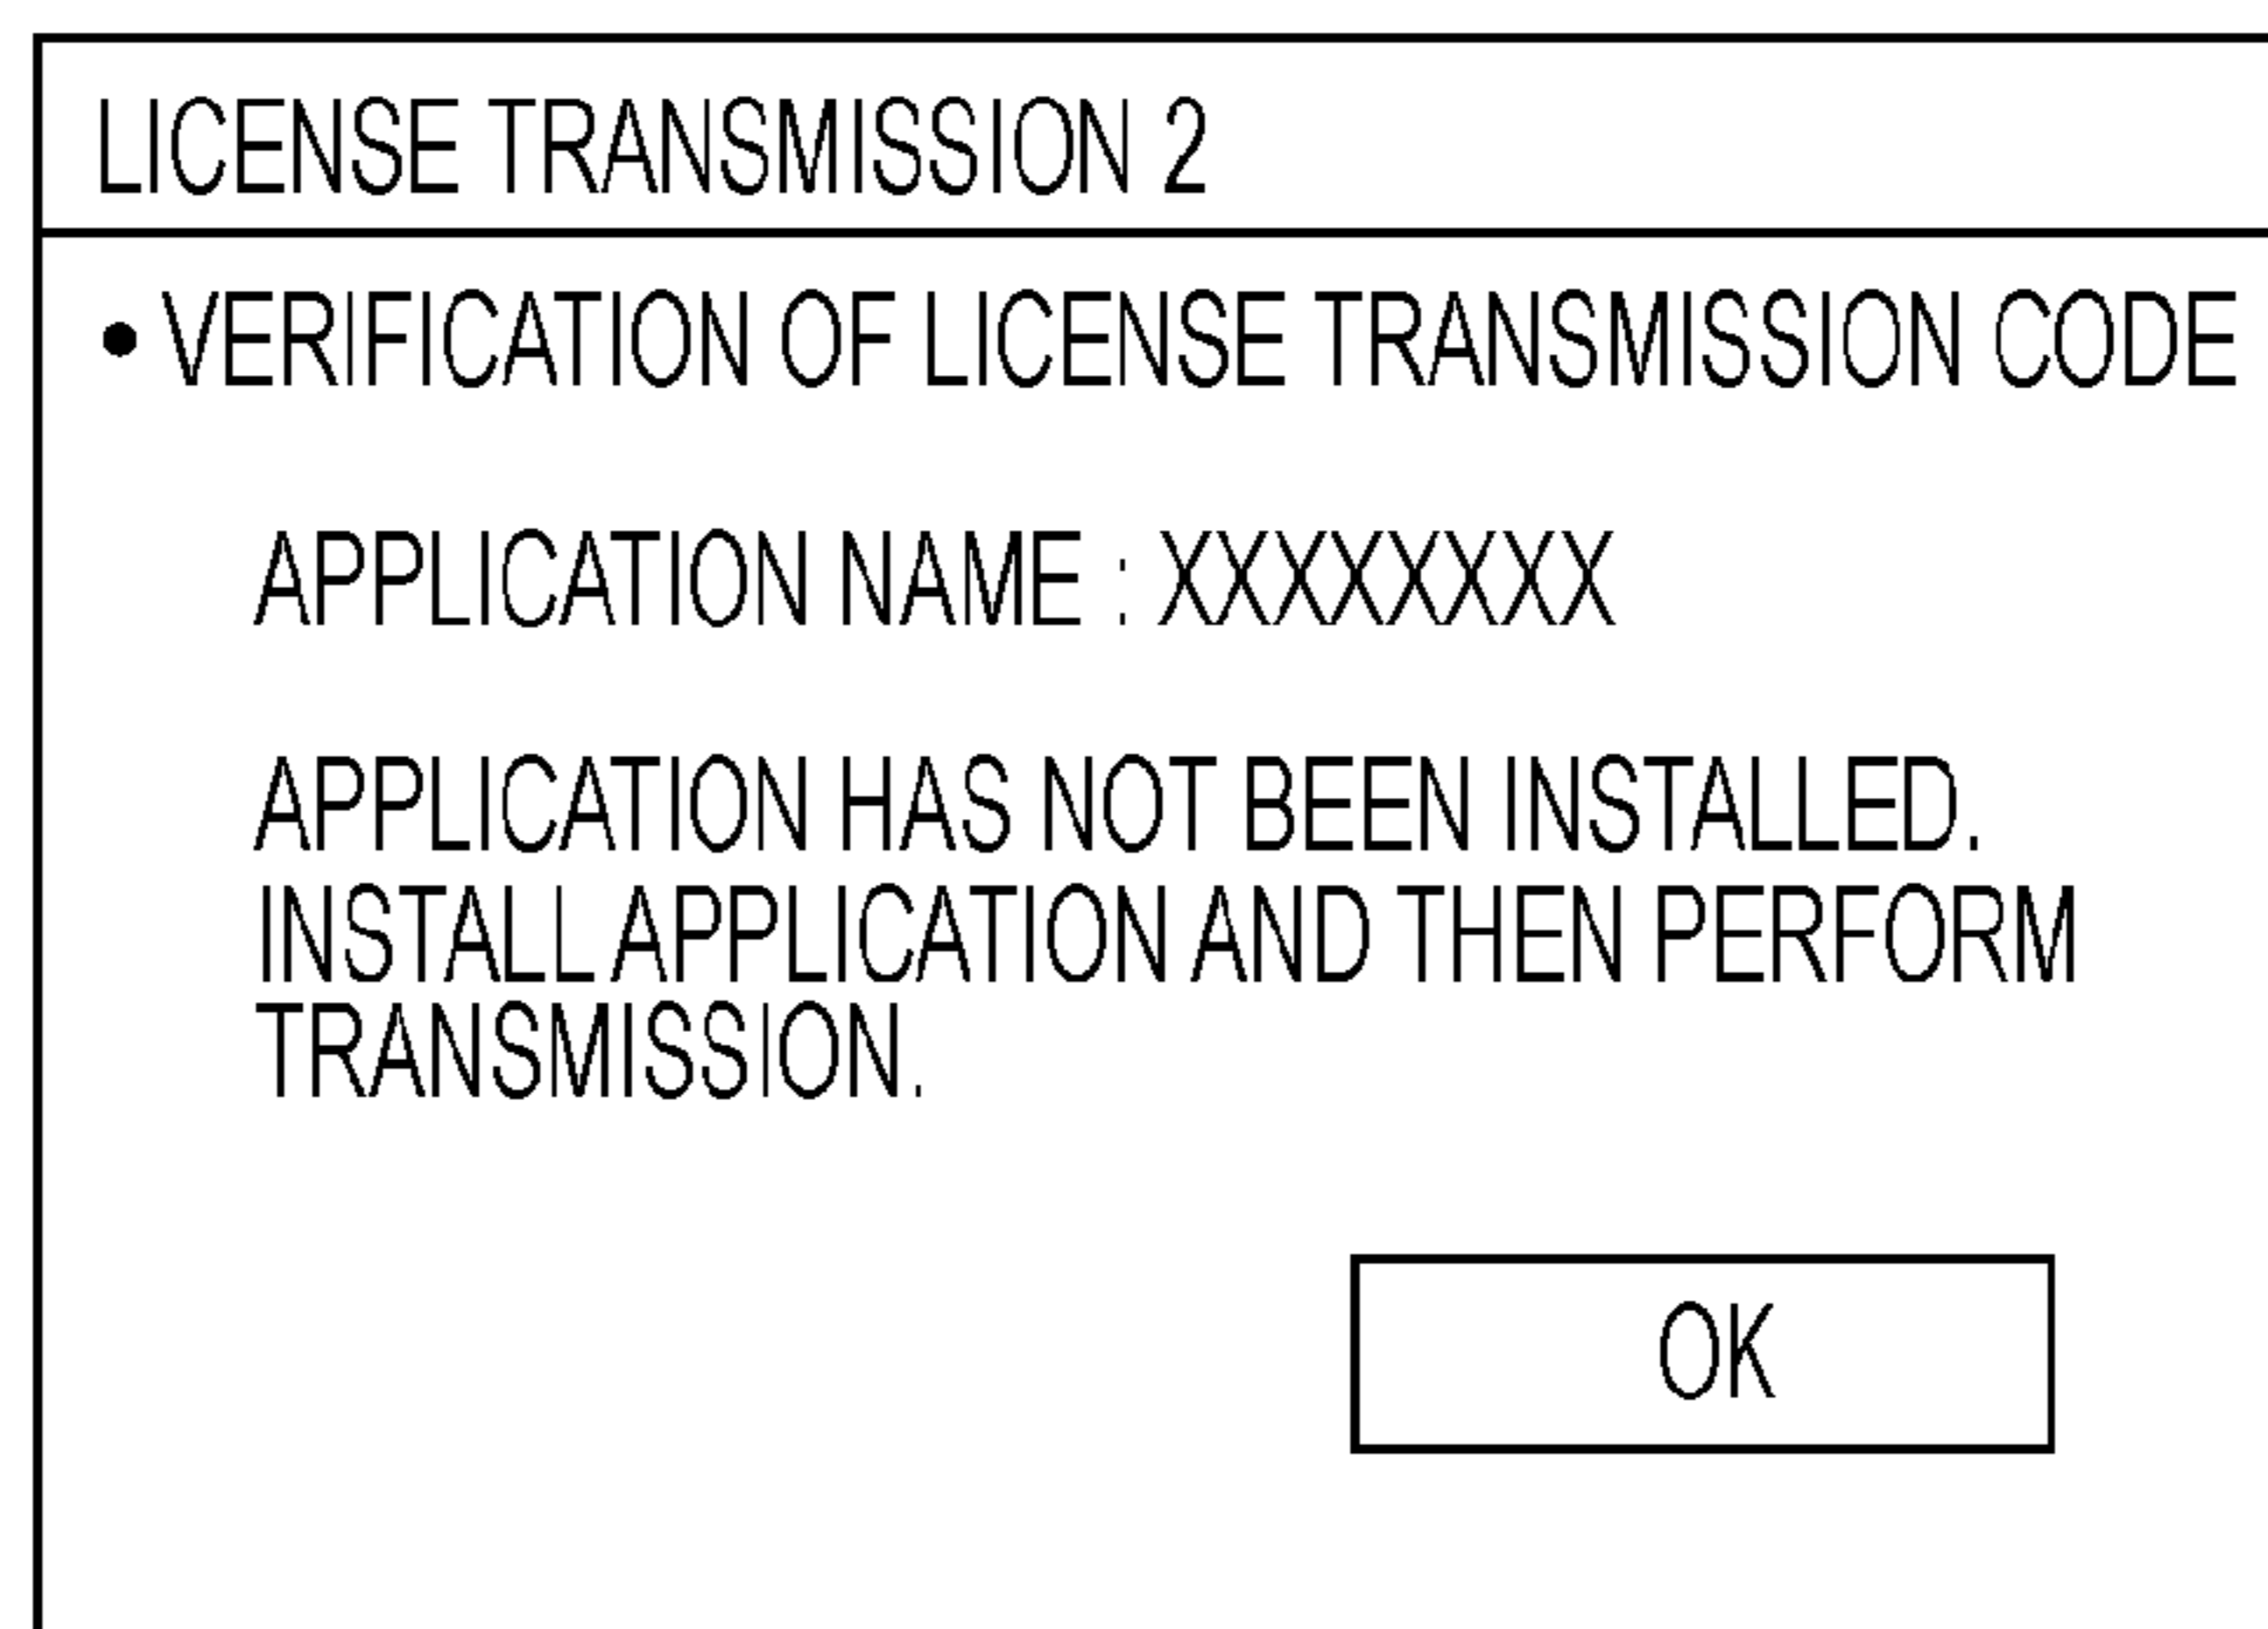 LICENSE TRANSMISSION 2
• VERIFICATION OF LICENSE TRANSMISSION CODE
APPLICATION NAME : XXXXXXXX
APPLICATION HAS NOT BEEN INSTALLED.
INSTALL APPLICATION AND THEN PERFORM
TRANSMISSION.
OK